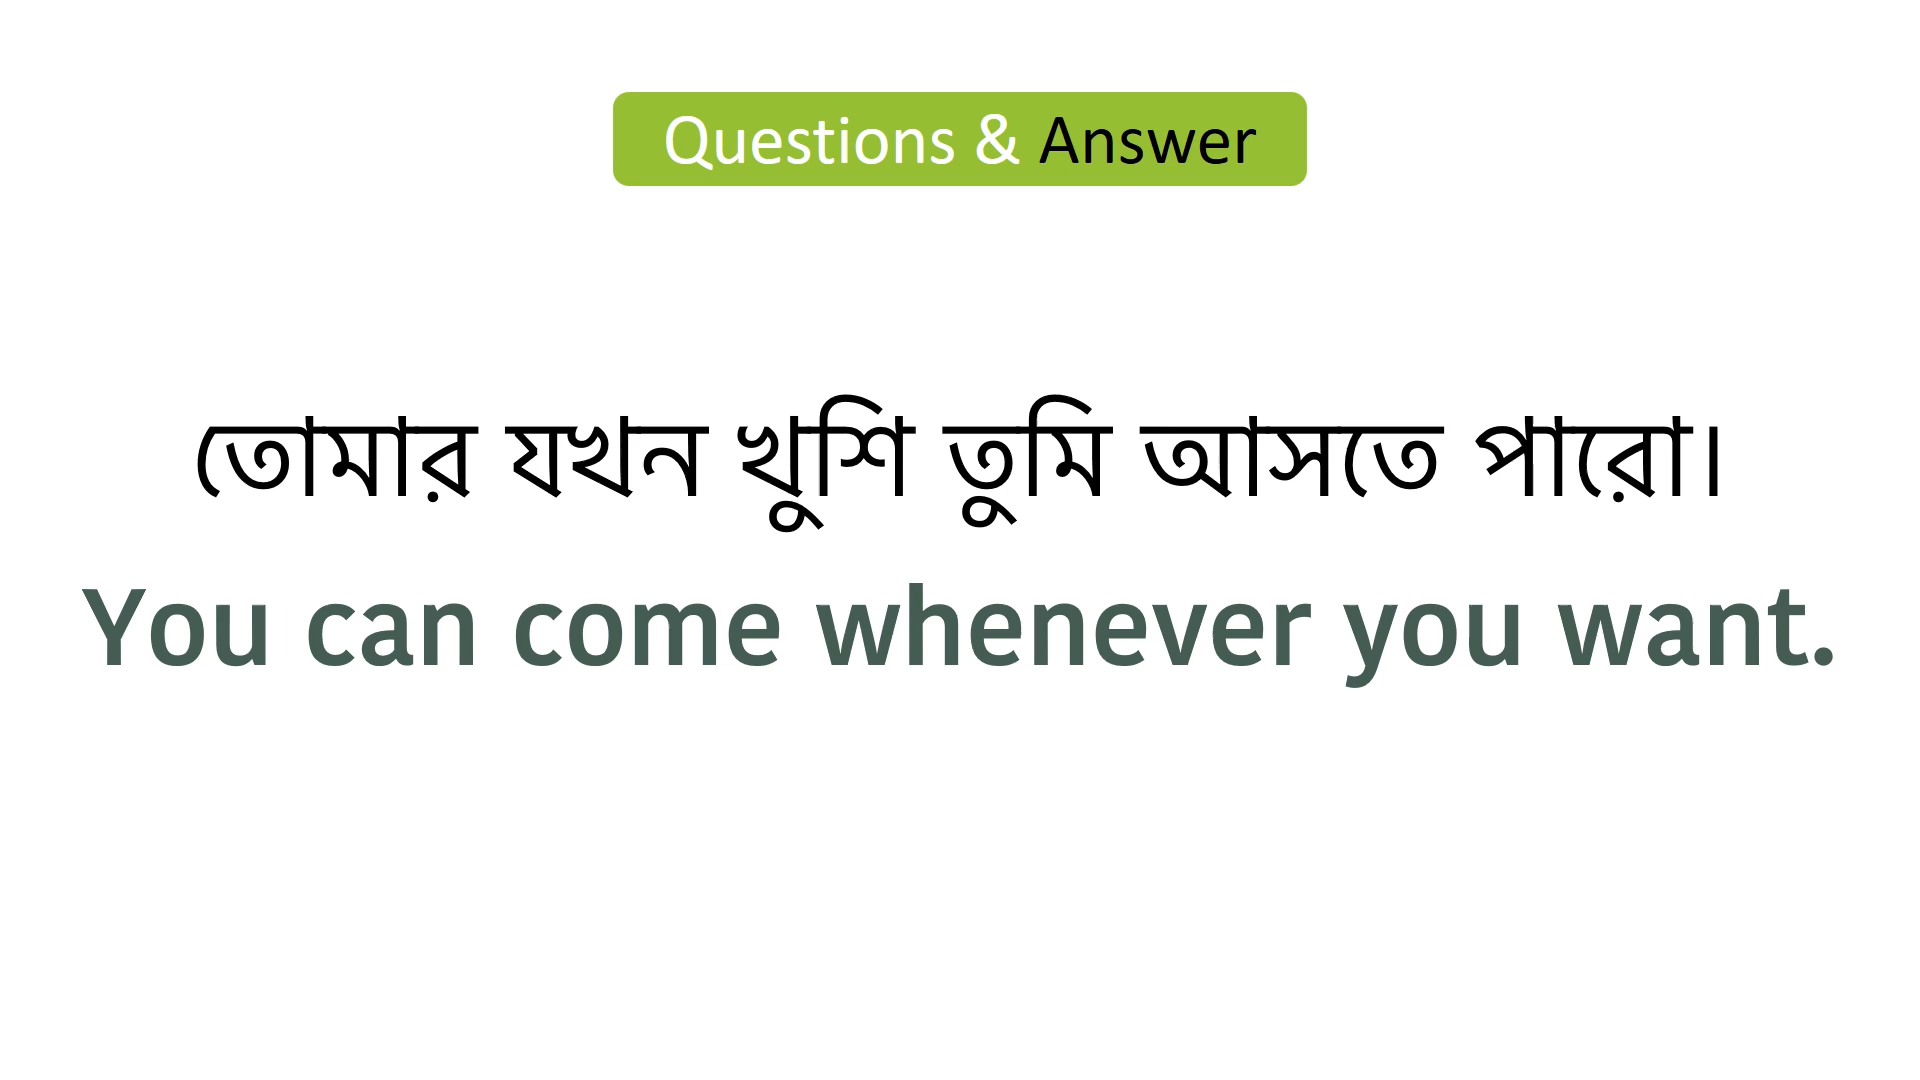 Questions & Answer
তোমার যখন খুশি তুমি আসতে পারো।
You can come whenever you want.